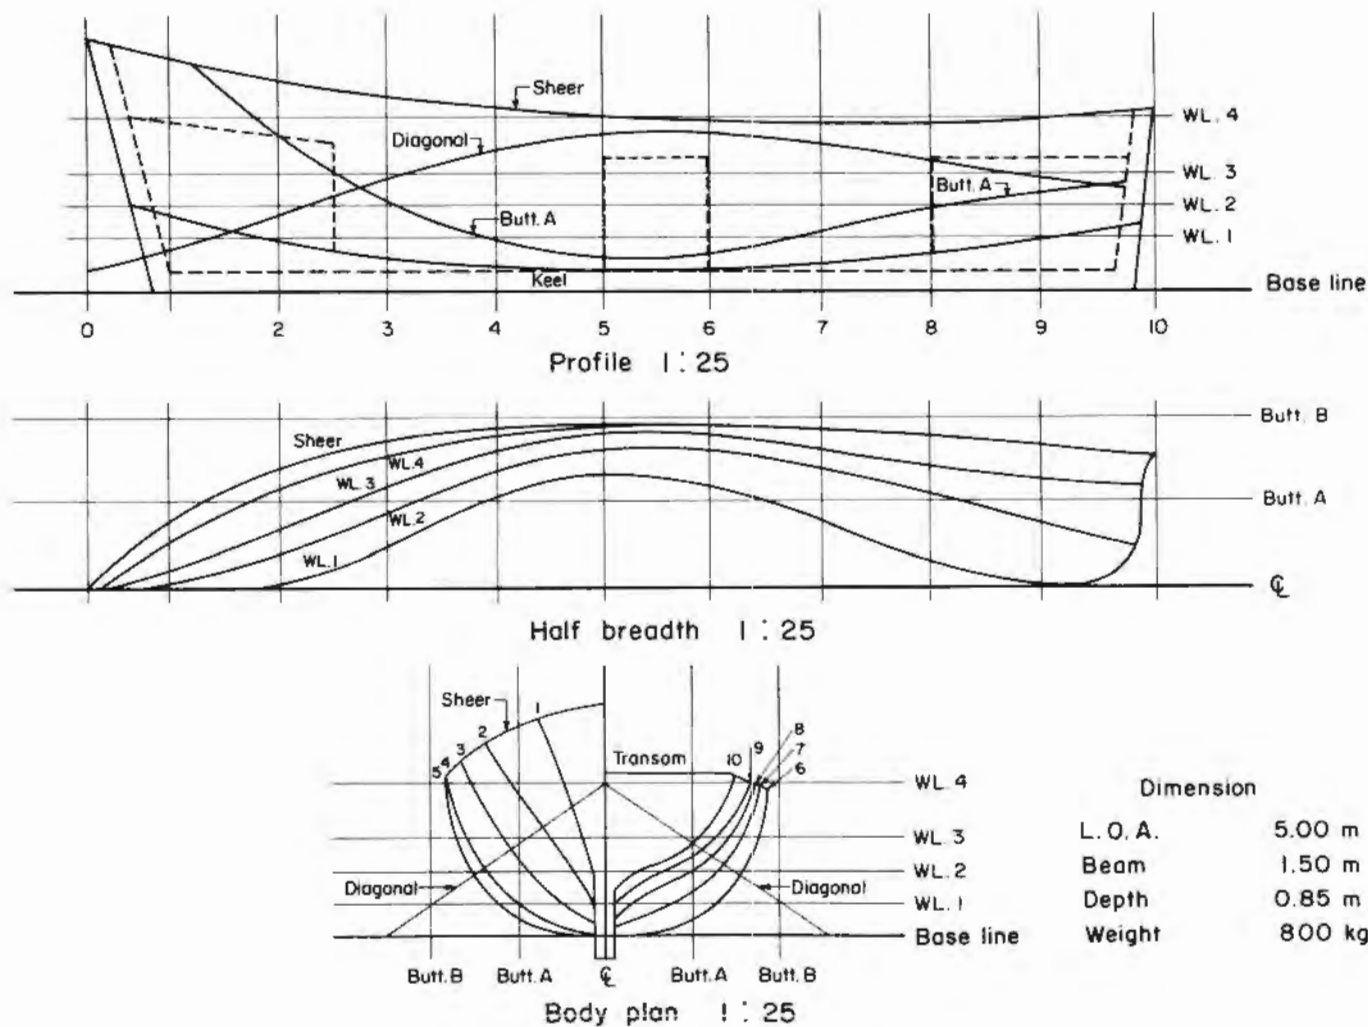 Sheer
WL. 4
Diagonal
WL. 3
Butt. A
WL. 2
Butt. A
WL. 1
Keel
Base line
0 1 2 3 4 5 6 7 8 9 10
Profile 1:25
Butt. B
Sheer
WL.4
WL.3
Butt. A
WL.2
WL.1
℄
Half breadth 1:25
Sheer
1
2
3
4
5
Transom
10
9
8
7
6
WL. 4
WL. 3
WL. 2
Diagonal
Diagonal
WL. 1
Base line
Butt. B Butt. A ℄ Butt. A Butt. B
Body plan 1:25
Dimension
L.O.A. 5.00 m
Beam 1.50 m
Depth 0.85 m
Weight 800 kg